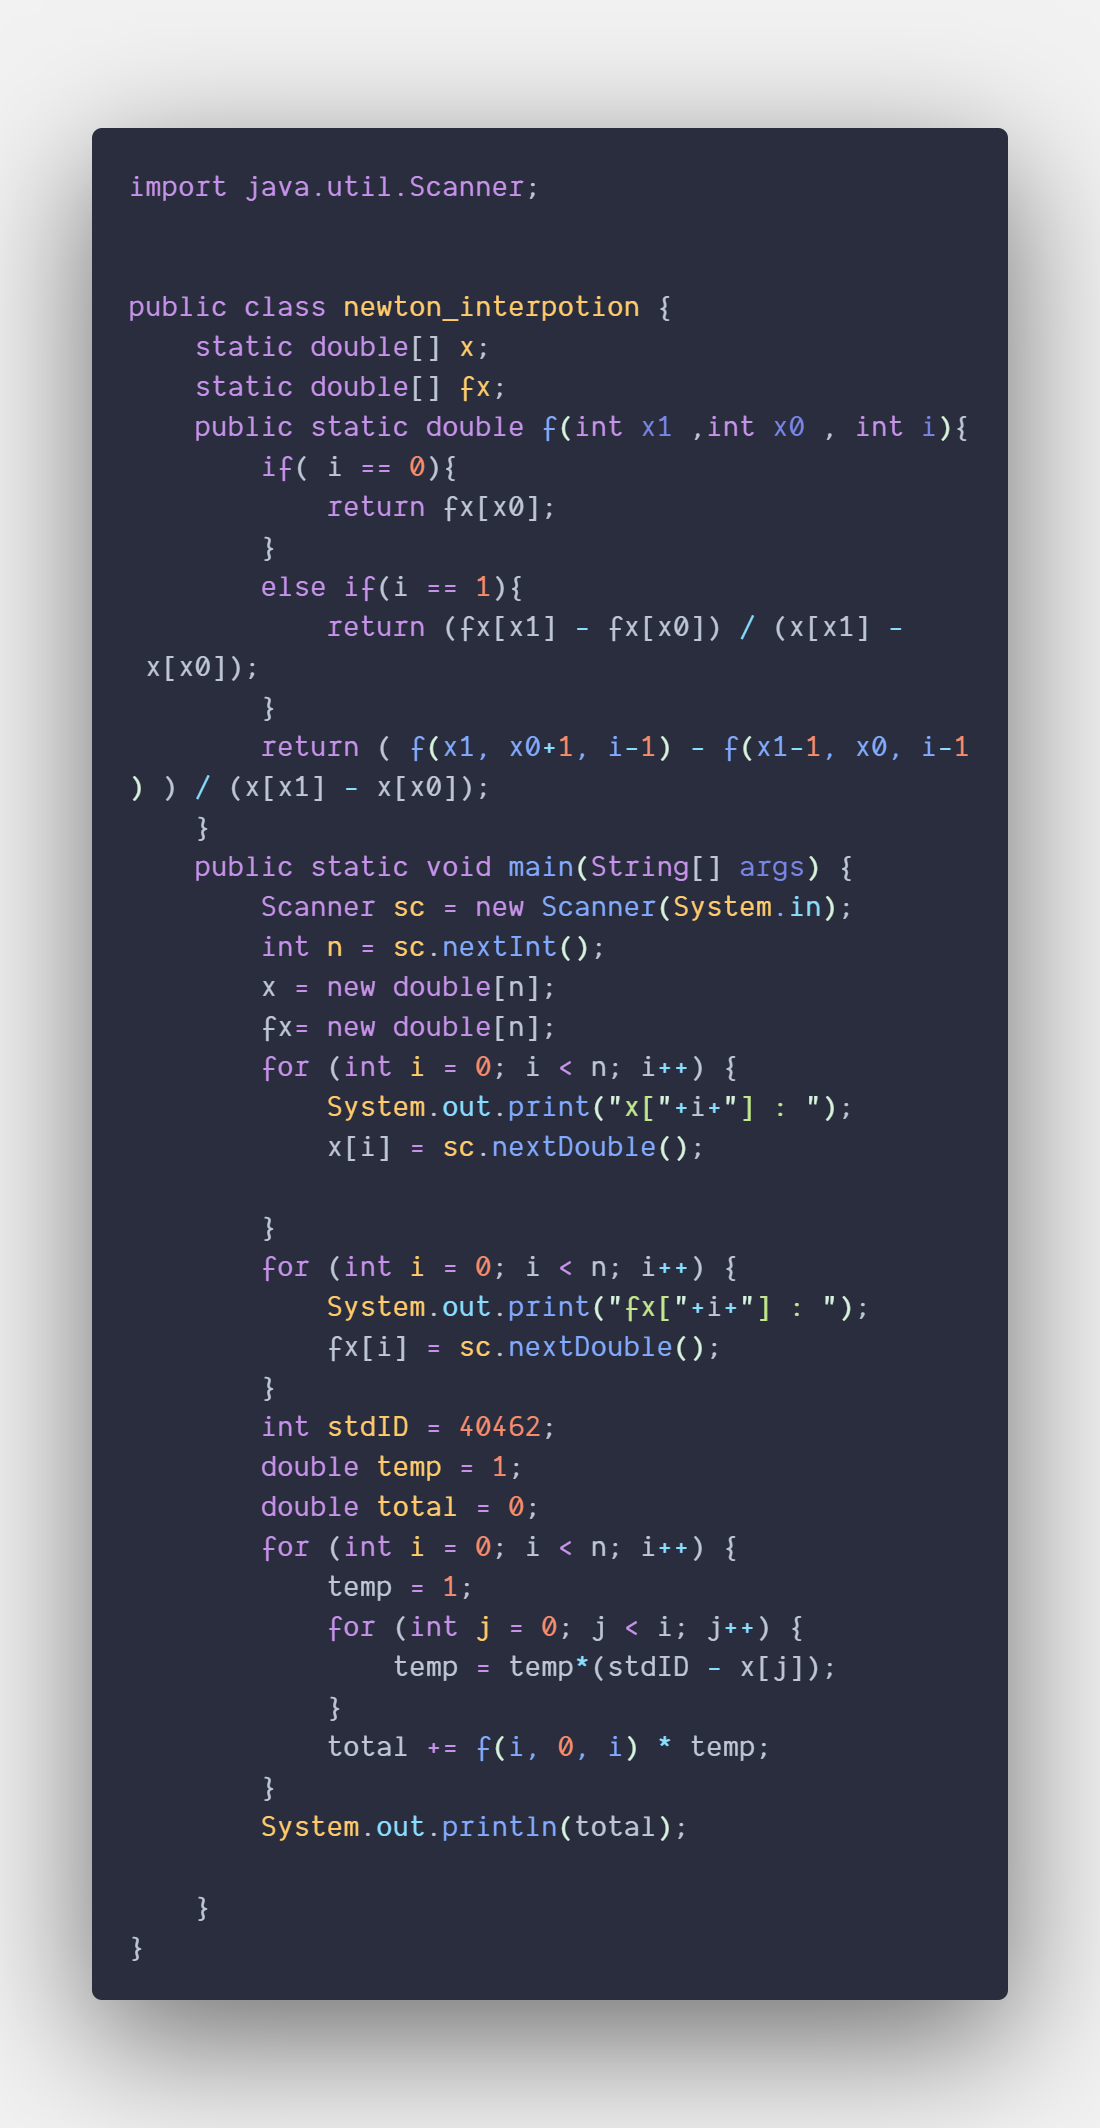 import java.util.Scanner;
public class newton_interpotion {
static double[] x;
static double[] fx;
public static double f(int x1 ,int x0 , int i){
if( i == 0){
return fx[x0];
}
else if(i == 1){
return (fx[x1] - fx[x0]) / (x[x1] -
x[x0]);
}
return ( f(x1, x0+1, i-1) - f(x1-1, x0, i-1
) ) / (x[x1] - x[x0]);
}
public static void main(String[] args) {
Scanner sc = new Scanner(System.in);
int n = sc.nextInt();
x = new double[n];
fx= new double[n];
for (int i = 0; i < n; i++) {
System.out.print("x["+i+"] : ");
x[i] = sc.nextDouble();
}
for (int i = 0; i < n; i++) {
System.out.print("fx["+i+"] : ");
fx[i] = sc.nextDouble();
}
int stdID = 40462;
double temp = 1;
double total = 0;
for (int i = 0; i < n; i++) {
temp = 1;
for (int j = 0; j < i; j++) {
temp = temp*(stdID - x[j]);
}
total += f(i, 0, i) * temp;
}
System.out.println(total);
}
}